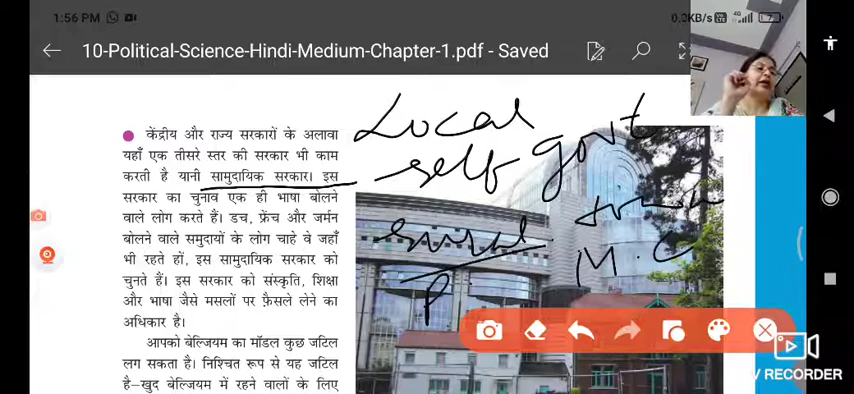 1:56 PM
0.3KB/s
10-Political-Science-Hindi-Medium-Chapter-1.pdf - Saved
केंद्रीय और राज्य सरकारों के अलावा
यहाँ एक तीसरे स्तर की सरकार भी काम
करती है यानी सामुदायिक सरकार। इस
सरकार का चुनाव एक ही भाषा बोलने
वाले लोग करते हैं। डच, फ्रेंच और जर्मन
बोलने वाले समुदायों के लोग चाहे वे जहाँ
भी रहते हों, इस सामुदायिक सरकार को
चुनते हैं। इस सरकार को संस्कृति, शिक्षा
और भाषा जैसे मसलों पर फ़ैसले लेने का
अधिकार है।
आपको बेल्जियम का मॉडल कुछ जटिल
लग सकता है। निश्चित रूप से यह जटिल
है–खुद बेल्जियम में रहने वालों के लिए
Local
self govt
rural
P.
M.C
V RECORDER